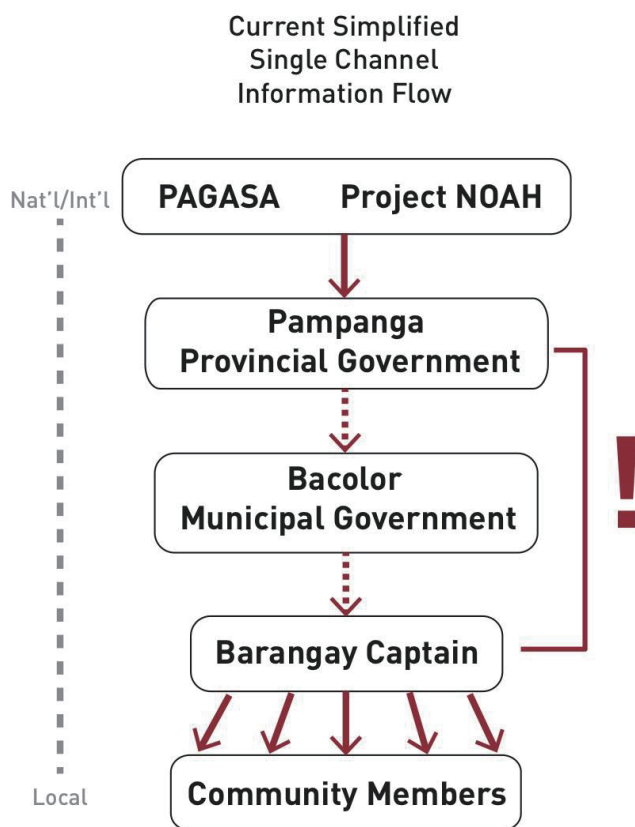 Current Simplified
Single Channel
Information Flow
Nat'l/Int'l
PAGASA Project NOAH
Pampanga
Provincial Government
!
Bacolor
Municipal Government
Barangay Captain
Community Members
Local